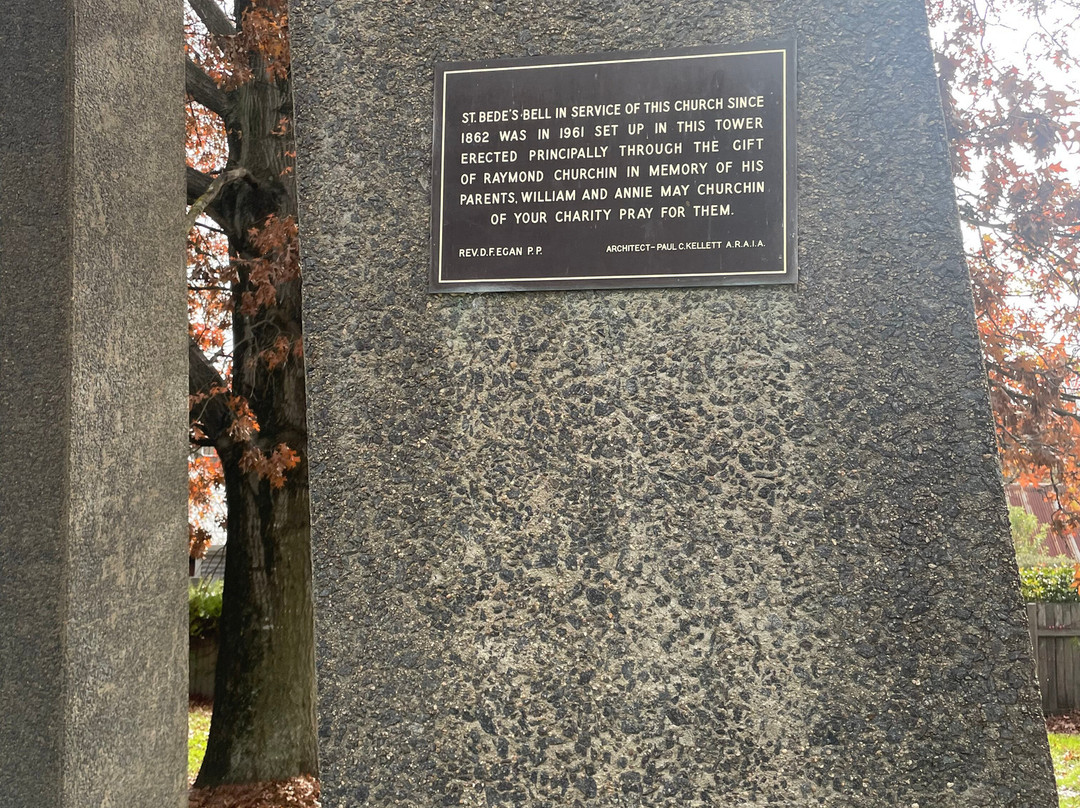 ST. BEDE'S BELL IN SERVICE OF THIS CHURCH SINCE
1862 WAS IN 1961 SET UP IN THIS TOWER
ERECTED PRINCIPALLY THROUGH THE GIFT
OF RAYMOND CHURCHIN IN MEMORY OF HIS
PARENTS, WILLIAM AND ANNIE MAY CHURCHIN
OF YOUR CHARITY PRAY FOR THEM.
REV. D.F. EGAN P.P. ARCHITECT-PAUL C. KELLETT A.R.A.I.A.